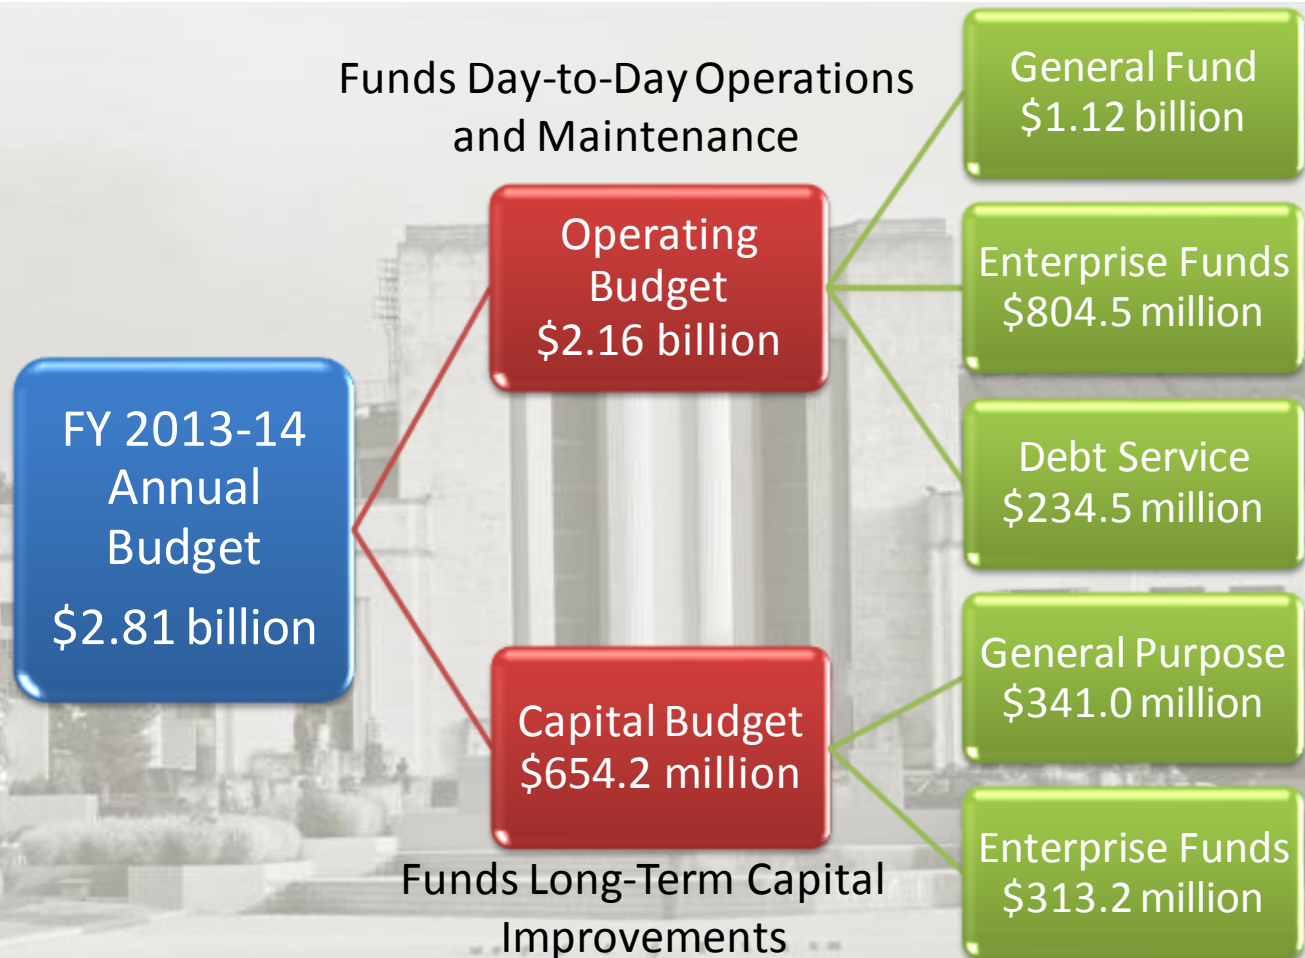 Funds Day-to-Day Operations
and Maintenance
FY 2013-14
Annual
Budget
$2.81 billion
Operating
Budget
$2.16 billion
Capital Budget
$654.2 million
Funds Long-Term Capital
Improvements
General Fund
$1.12 billion
Enterprise Funds
$804.5 million
Debt Service
$234.5 million
General Purpose
$341.0 million
Enterprise Funds
$313.2 million